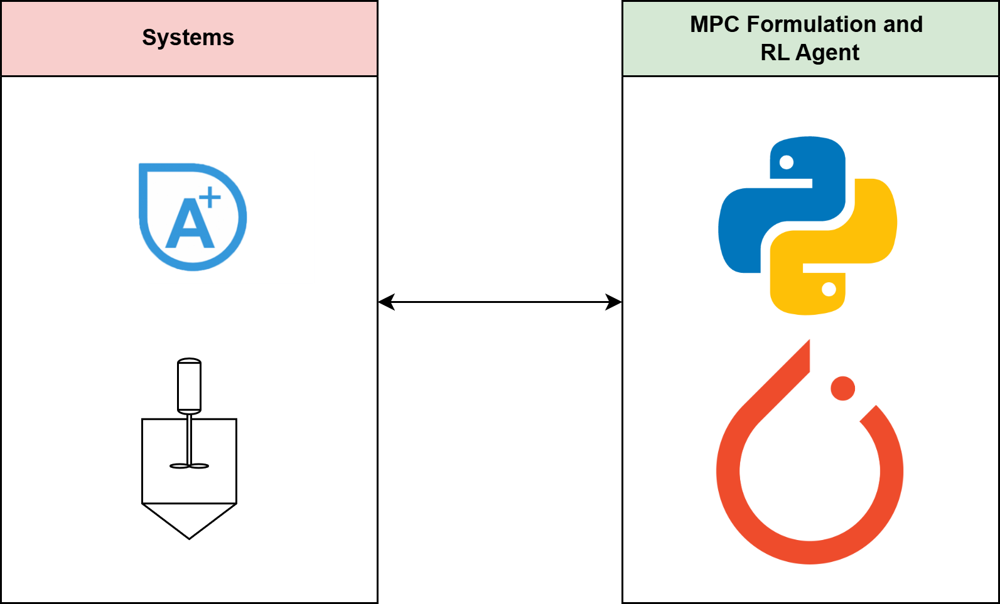 Systems
MPC Formulation and
RL Agent
A+